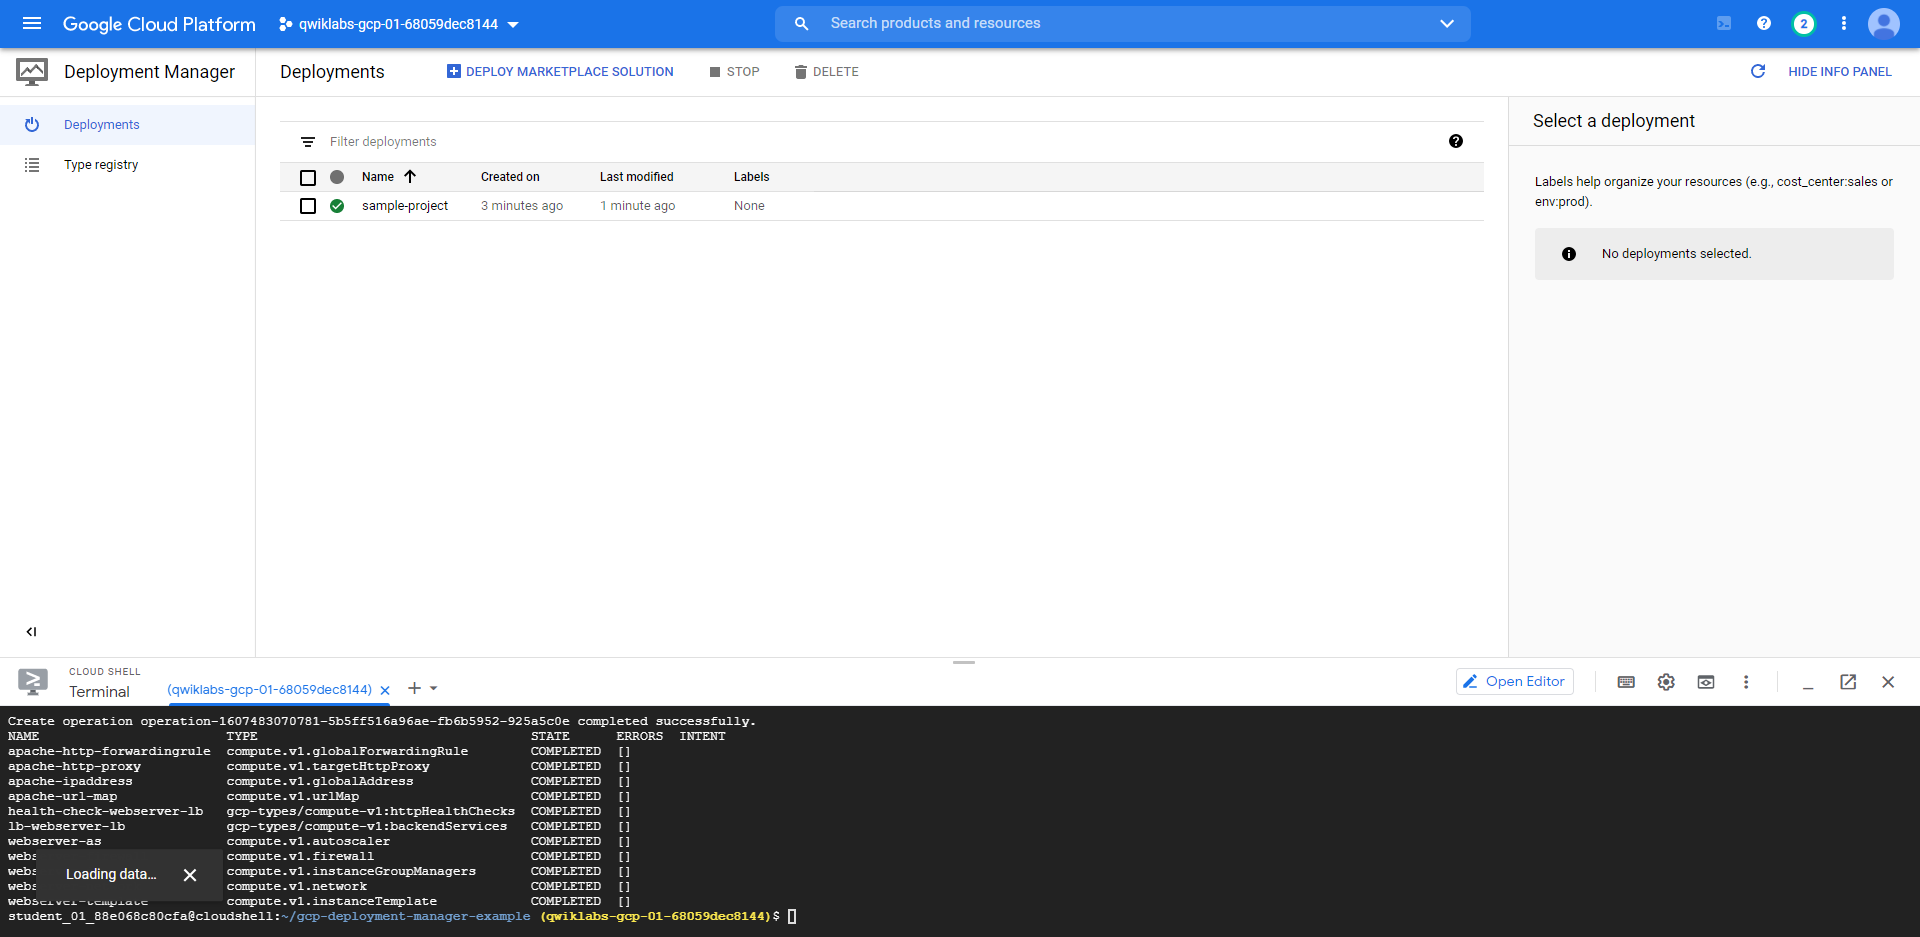 Google Cloud Platform
qwiklabs-gcp-01-68059dec8144
Search products and resources
2
Deployment Manager
Deployments
DEPLOY MARKETPLACE SOLUTION
STOP
DELETE
HIDE INFO PANEL
Deployments
Type registry
Filter deployments
Name Created on Last modified Labels
sample-project 3 minutes ago 1 minute ago None
Select a deployment
Labels help organize your resources (e.g., cost_center:sales or
env:prod).
No deployments selected.
CLOUD SHELL
Terminal
(qwiklabs-gcp-01-68059dec8144)
Open Editor
Create operation operation-1607483070781-5b5ff516a96ae-fb6b5952-925a5c0e completed successfully.
NAME TYPE STATE ERRORS INTENT
apache-http-forwardingrule compute.v1.globalForwardingRule COMPLETED []
apache-http-proxy compute.v1.targetHttpProxy COMPLETED []
apache-ipaddress compute.v1.globalAddress COMPLETED []
apache-url-map compute.v1.urlMap COMPLETED []
health-check-webserver-lb gcp-types/compute-v1:httpHealthChecks COMPLETED []
lb-webserver-lb gcp-types/compute-v1:backendServices COMPLETED []
webserver-as compute.v1.autoscaler COMPLETED []
webs compute.v1.firewall COMPLETED []
webs compute.v1.instanceGroupManagers COMPLETED []
webs compute.v1.network COMPLETED []
webserver-template compute.v1.instanceTemplate COMPLETED []
Loading data...
student_01_88e068c80cfa@cloudshell:~/gcp-deployment-manager-example (qwiklabs-gcp-01-68059dec8144)$